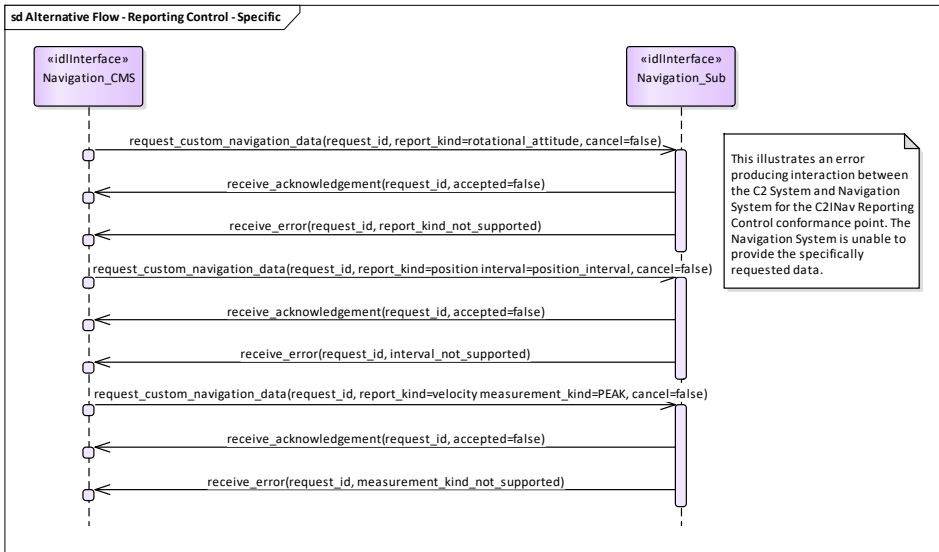 sd Alternative Flow - Reporting Control - Specific
«idlInterface»
Navigation_CMS
«idlInterface»
Navigation_Sub
request_custom_navigation_data(request_id, report_kind=rotational_attitude, cancel=false)
This illustrates an error
producing interaction between
the C2 System and Navigation
System for the C2INav Reporting
Control conformance point. The
Navigation System is unable to
provide the specifically
requested data.
receive_acknowledgement(request_id, accepted=false)
receive_error(request_id, report_kind_not_supported)
request_custom_navigation_data(request_id, report_kind=position interval=position_interval, cancel=false)
receive_acknowledgement(request_id, accepted=false)
receive_error(request_id, interval_not_supported)
request_custom_navigation_data(request_id, report_kind=velocity measurement_kind=PEAK, cancel=false)
receive_acknowledgement(request_id, accepted=false)
receive_error(request_id, measurement_kind_not_supported)